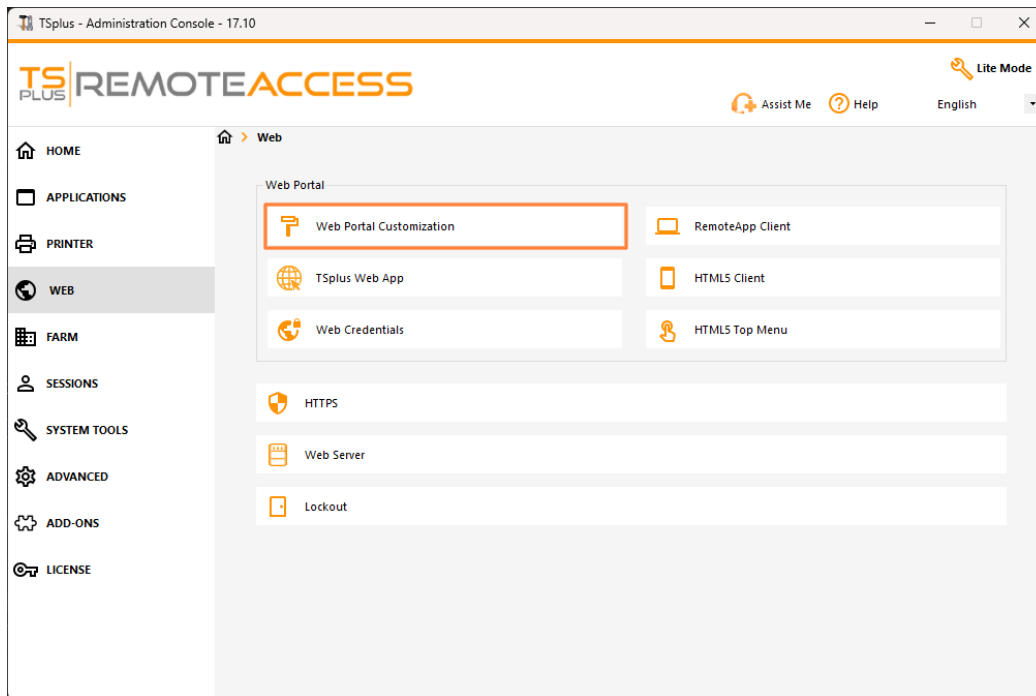 TSplus - Administration Console - 17.10
TS PLUS REMOTEACCESS
Lite Mode
Assist Me
Help
English
HOME
APPLICATIONS
PRINTER
WEB
FARM
SESSIONS
SYSTEM TOOLS
ADVANCED
ADD-ONS
LICENSE
Web
Web Portal
Web Portal Customization
RemoteApp Client
TSplus Web App
HTML5 Client
Web Credentials
HTML5 Top Menu
HTTPS
Web Server
Lockout